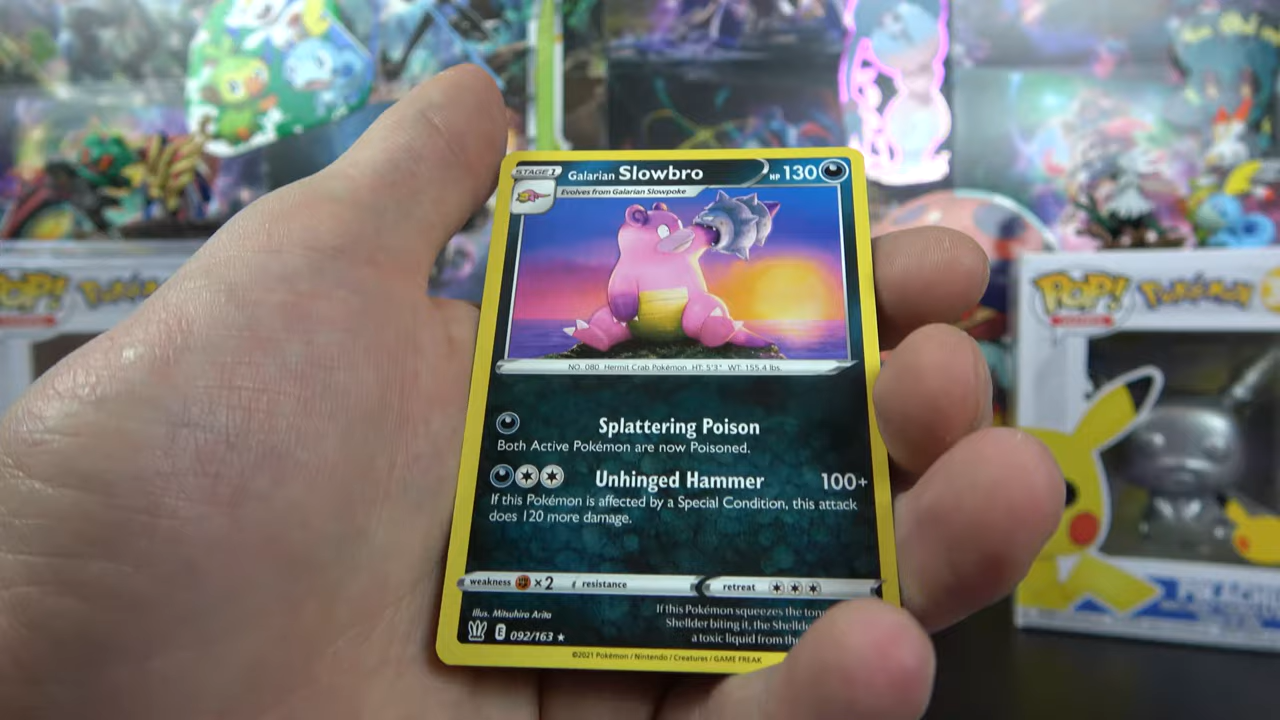 STAGE 1 Galarian Slowbro HP 130
Evolves from Galarian Slowpoke
NO. 080 Hermit Crab Pokémon HT: 5'3" WT: 155.4 lbs.
Splattering Poison
Both Active Pokémon are now Poisoned.
Unhinged Hammer 100+
If this Pokémon is affected by a Special Condition, this attack
does 120 more damage.
weakness ×2 resistance retreat
Illus. Mitsuhiro Arita
If this Pokémon squeezes the
Shellder biting it, the
a toxic liquid from
E 092/163 ★
©2021 Pokémon / Nintendo / Creatures / GAME FREAK
POP! Pokémon
POP! Pokémon